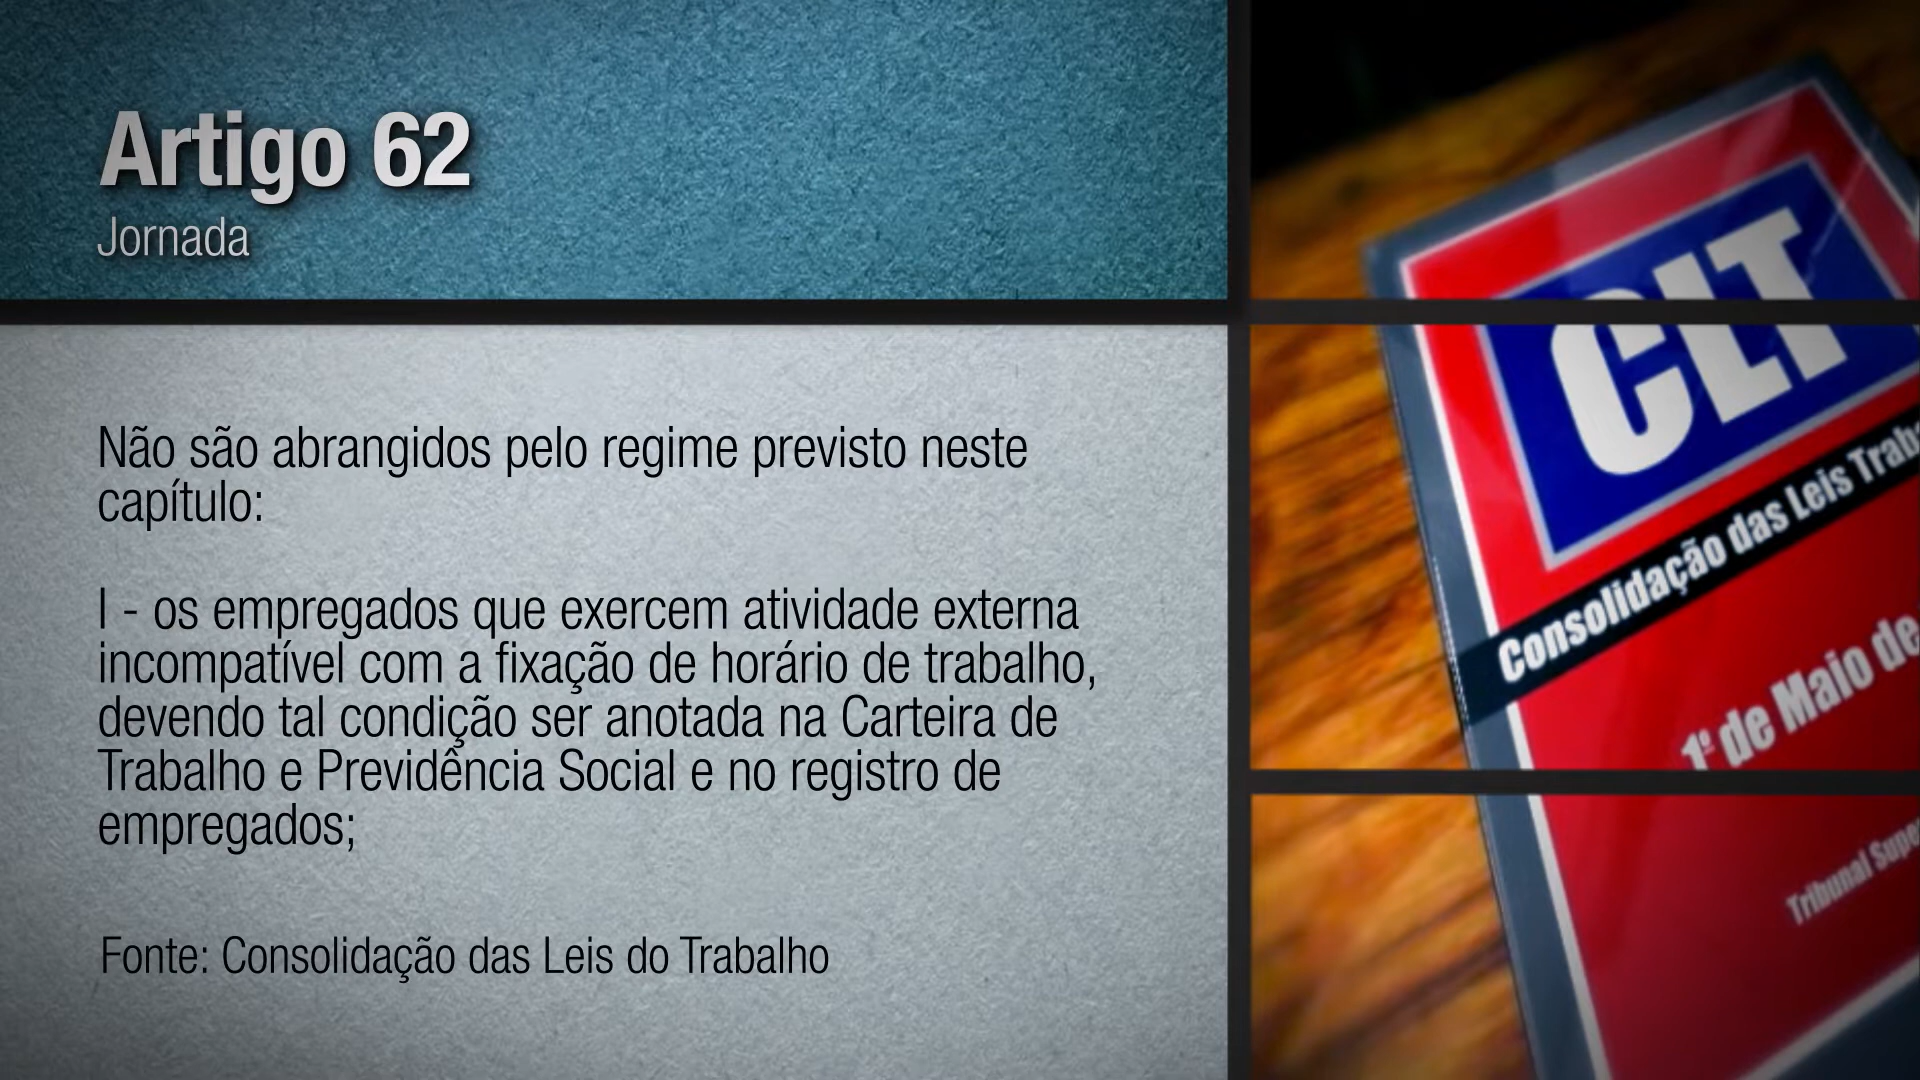 Artigo 62
Jornada
Não são abrangidos pelo regime previsto neste
capítulo:
I - os empregados que exercem atividade externa
incompatível com a fixação de horário de trabalho,
devendo tal condição ser anotada na Carteira de
Trabalho e Previdência Social e no registro de
empregados;
Fonte: Consolidação das Leis do Trabalho
CLT
Consolidação das Leis Trab
1º de Maio de
Tribunal Supe